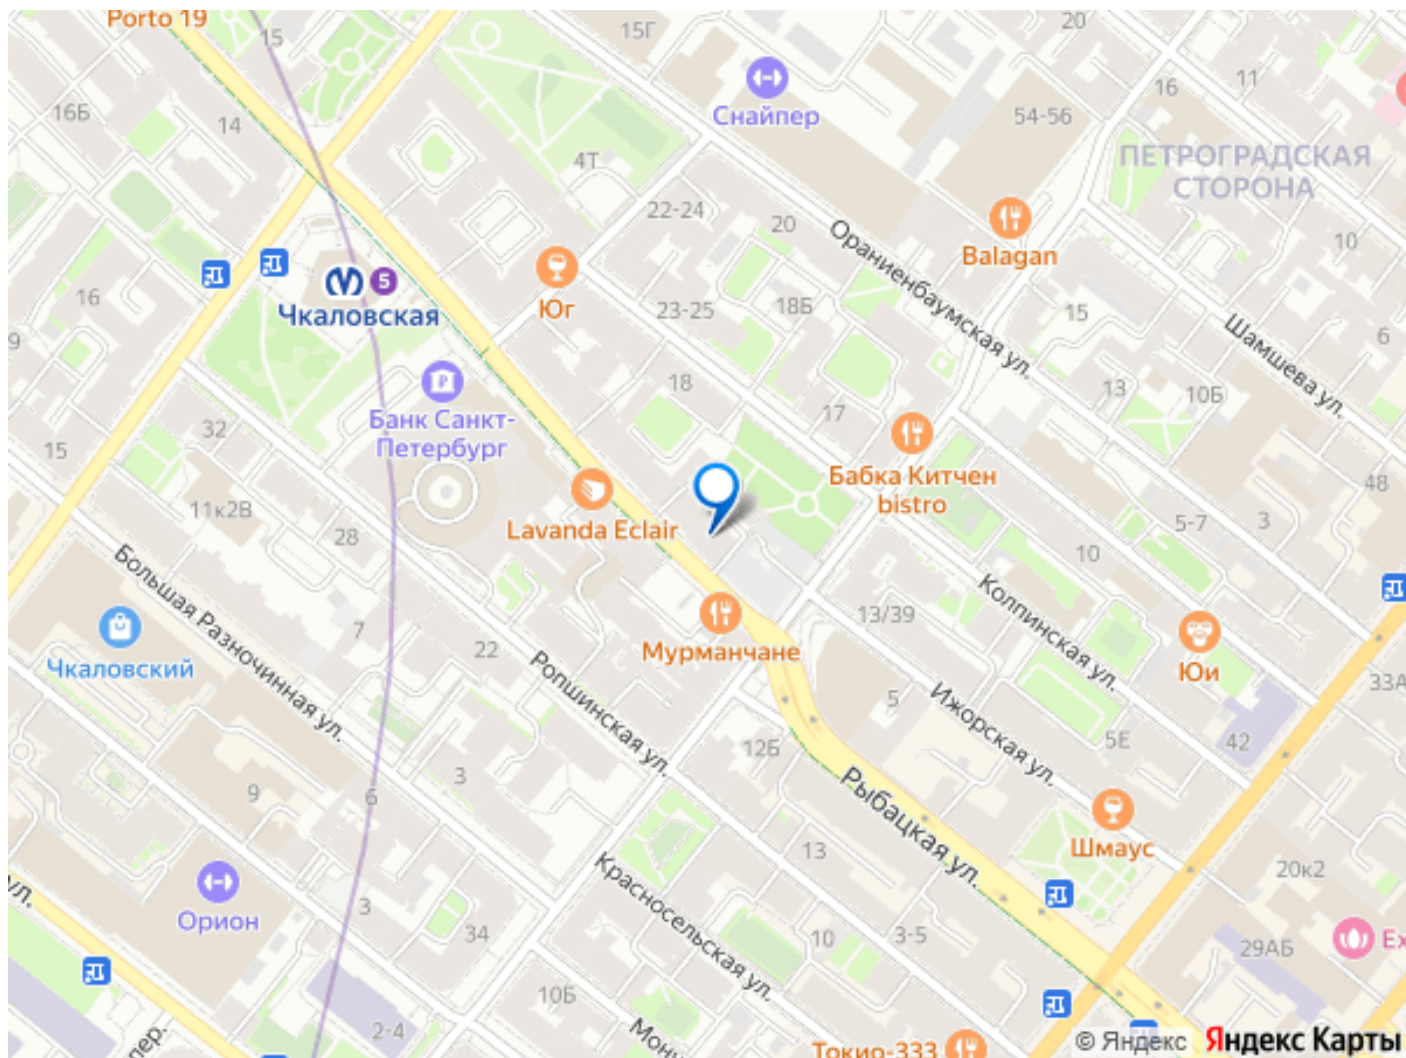 Porto 19
15
15Г
20
Снайпер
16
11
16Б
14
54-56
4Т
ПЕТРОГРАДСКАЯ
СТОРОНА
22-24
20
Ораниенбаумская ул.
Balagan
10
5
Чкаловская
Юг
16
9
23-25
18Б
15
6
Шамшева ул.
18
13
10Б
17
Банк Санкт-
Петербург
32
15
Бабка Китчен
bistro
48
11к2В
28
Lavanda Eclair
5-7
3
10
Большая Разночинная ул.
Колпинская ул.
7
13/39
Чкаловский
22
Мурманчане
Юи
Ропшинская ул.
33А
5
Ижорская ул.
5Е
42
12Б
3
9
6
Рыбацкая ул.
Шмаус
13
20к2
Красносельская ул.
ул.
Орион
3
34
10
3-5
29АБ
Ex
10Б
2-4
пер.
Мон
Токио-333
© Яндекс Яндекс Карты